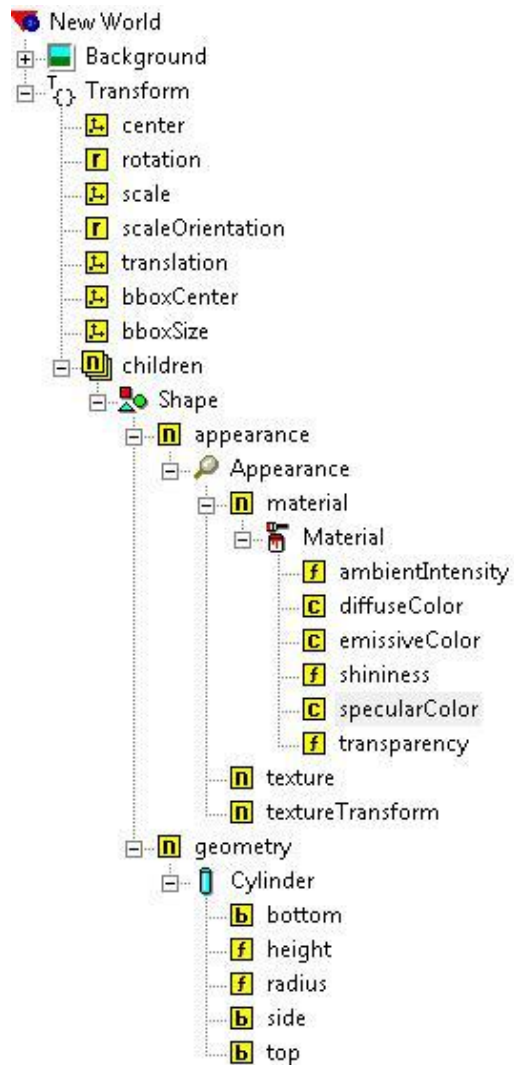 New World
Background
Transform
center
rotation
scale
scaleOrientation
translation
bboxCenter
bboxSize
children
Shape
appearance
Appearance
material
Material
ambientIntensity
diffuseColor
emissiveColor
shininess
specularColor
transparency
texture
textureTransform
geometry
Cylinder
bottom
height
radius
side
top